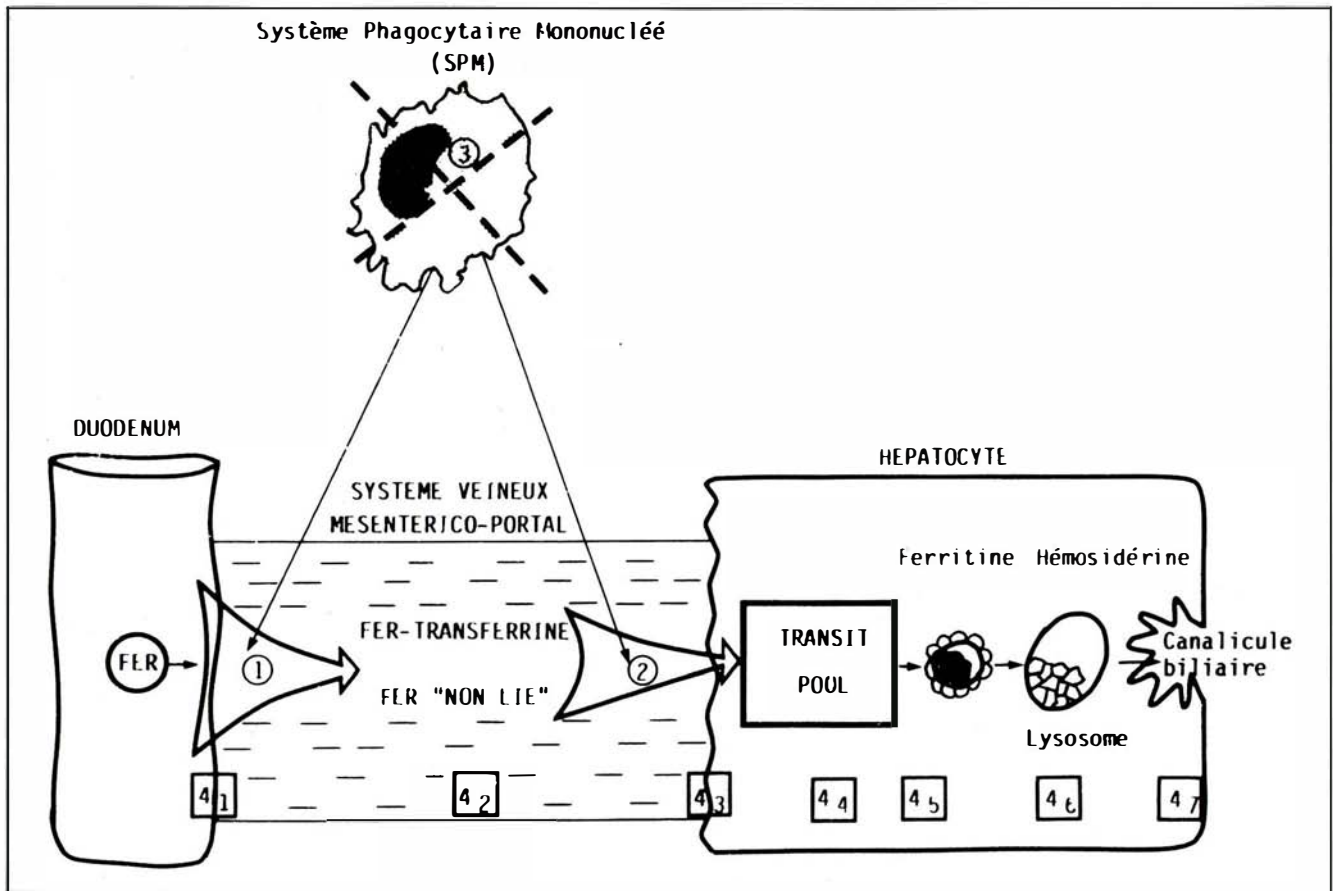 Système Phagocytaire Mononucléé
(SPM)
3
DUODENUM
HEPATOCYTE
SYSTEME VEINEUX
MESENTERICO-PORTAL
Ferritine Hémosidérine
FER
1
FER-TRANSFERRINE
FER "NON LIE"
2
TRANSIT
POOL
Canalicule
biliaire
Lysosome
4 1
4 2
4 3
4 4
4 5
4 6
4 7